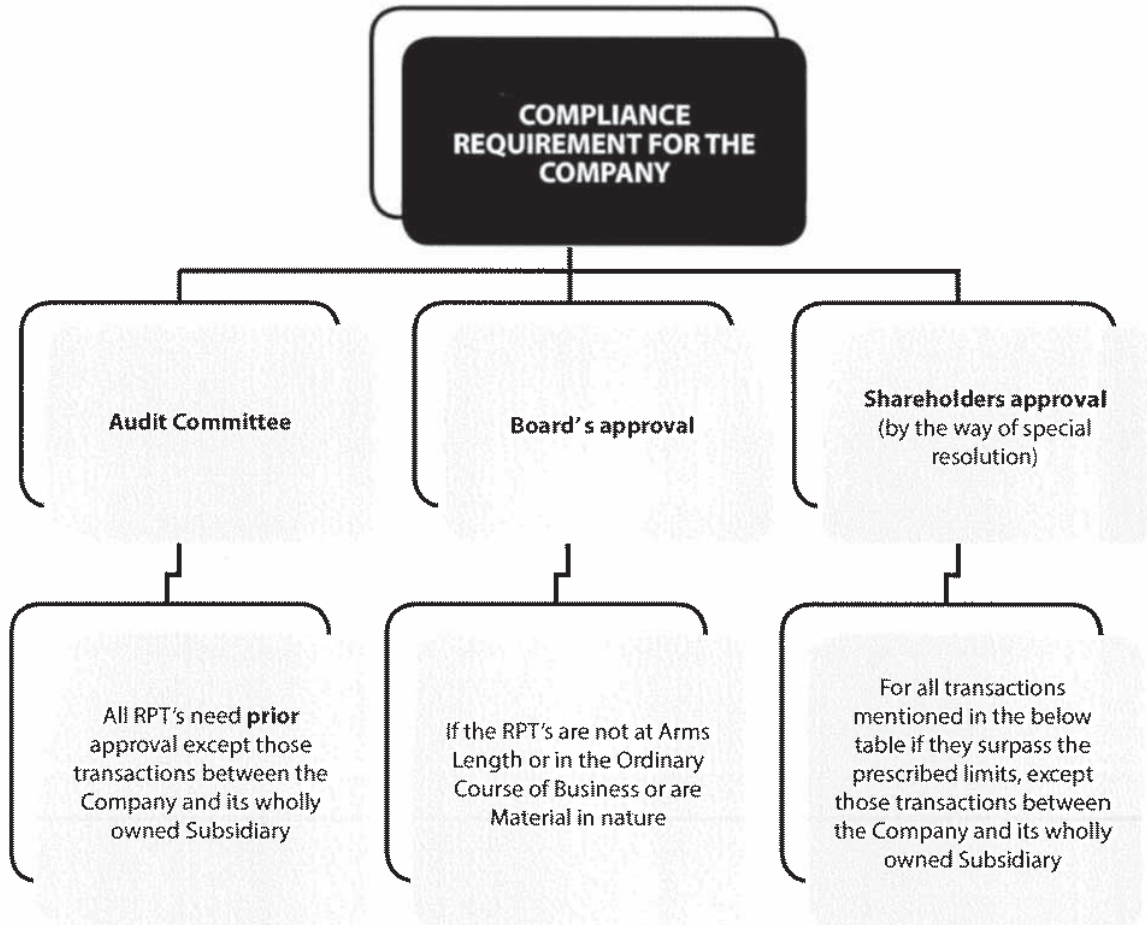 COMPLIANCE
REQUIREMENT FOR THE
COMPANY
Audit Committee
Board's approval
Shareholders approval
(by the way of special
resolution)
All RPT's need prior
approval except those
transactions between the
Company and its wholly
owned Subsidiary
If the RPT's are not at Arms
Length or in the Ordinary
Course of Business or are
Material in nature
For all transactions
mentioned in the below
table if they surpass the
prescribed limits, except
those transactions between
the Company and its wholly
owned Subsidiary